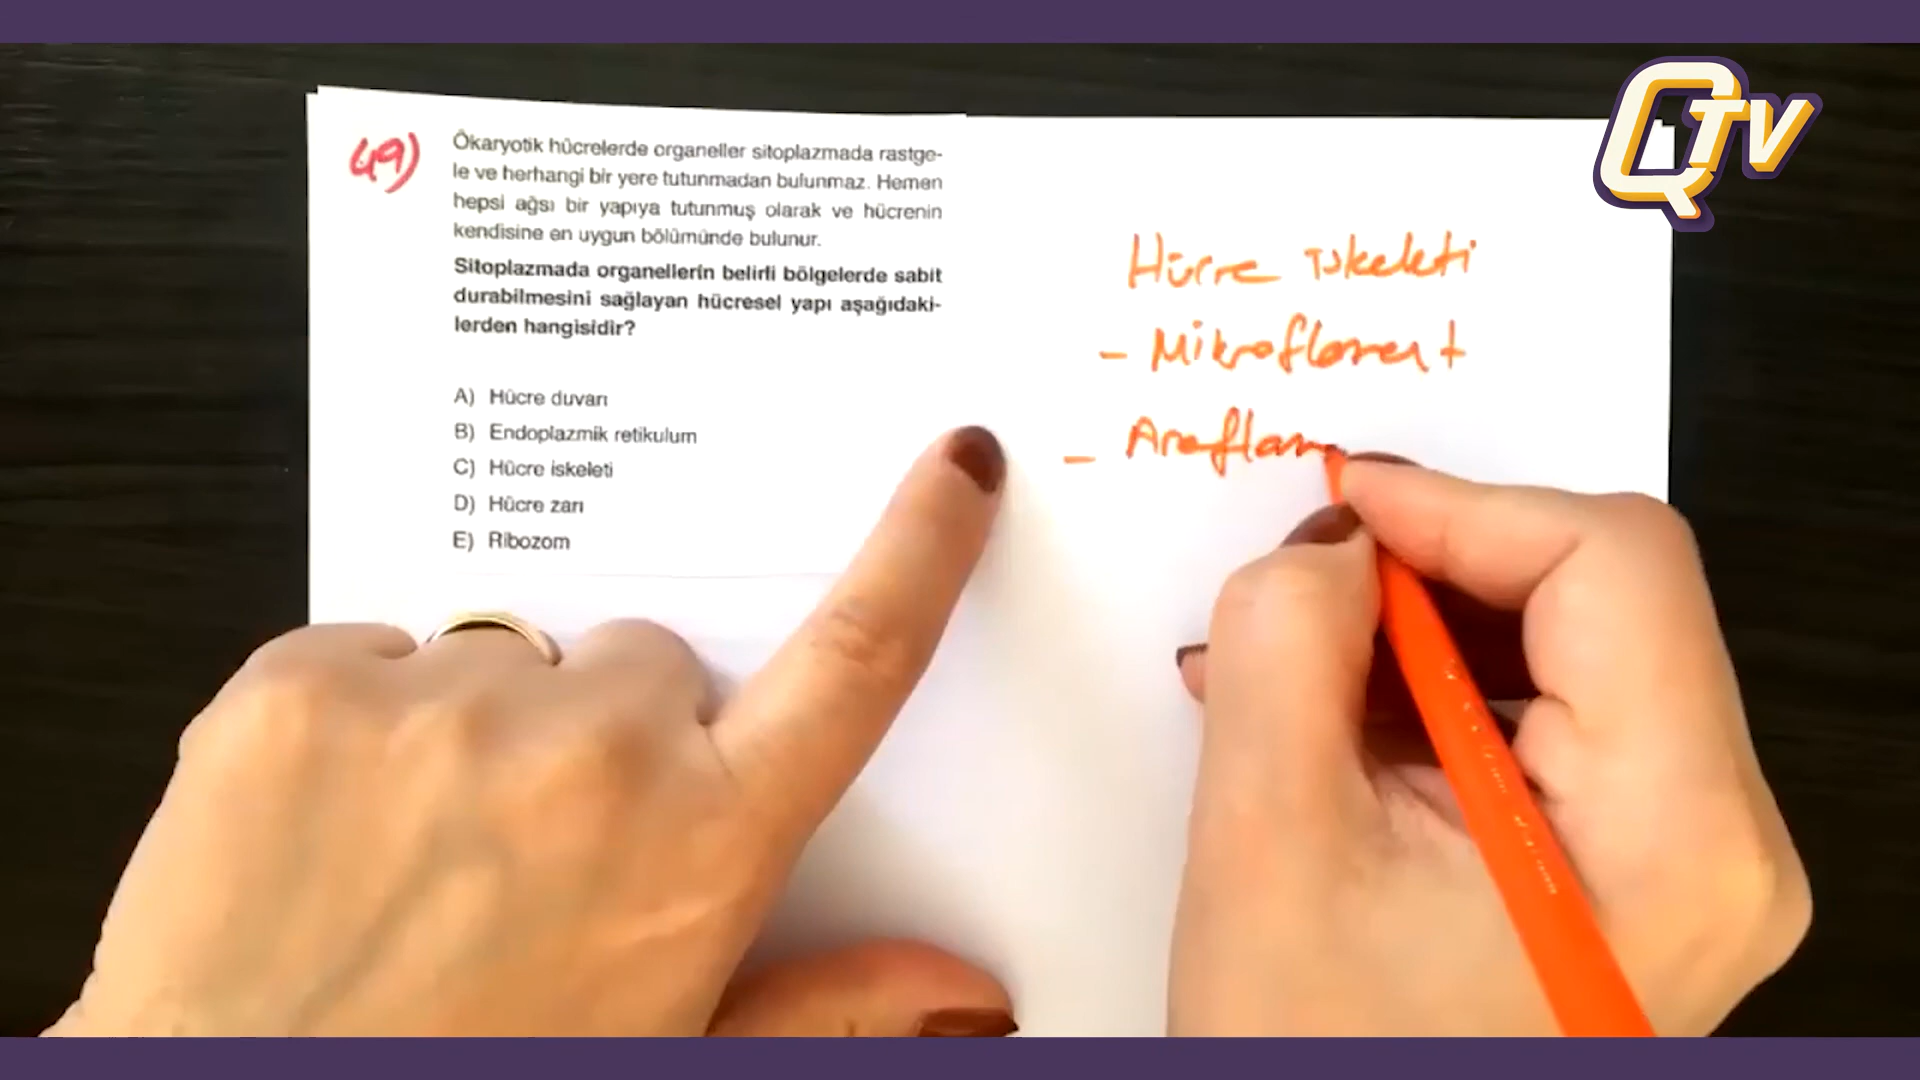 49)
Ökaryotik hücrelerde organeller sitoplazmada rastge-
le ve herhangi bir yere tutunmadan bulunmaz. Hemen
hepsi ağsı bir yapıya tutunmuş olarak ve hücrenin
kendisine en uygun bölümünde bulunur.
Sitoplazmada organellerin belirli bölgelerde sabit
durabilmesini sağlayan hücresel yapı aşağıdaki-
lerden hangisidir?
A) Hücre duvarı
B) Endoplazmik retikulum
C) Hücre iskeleti
D) Hücre zarı
E) Ribozom
Hücre iskeleti
- Mikroflament
- Araflam
QTV